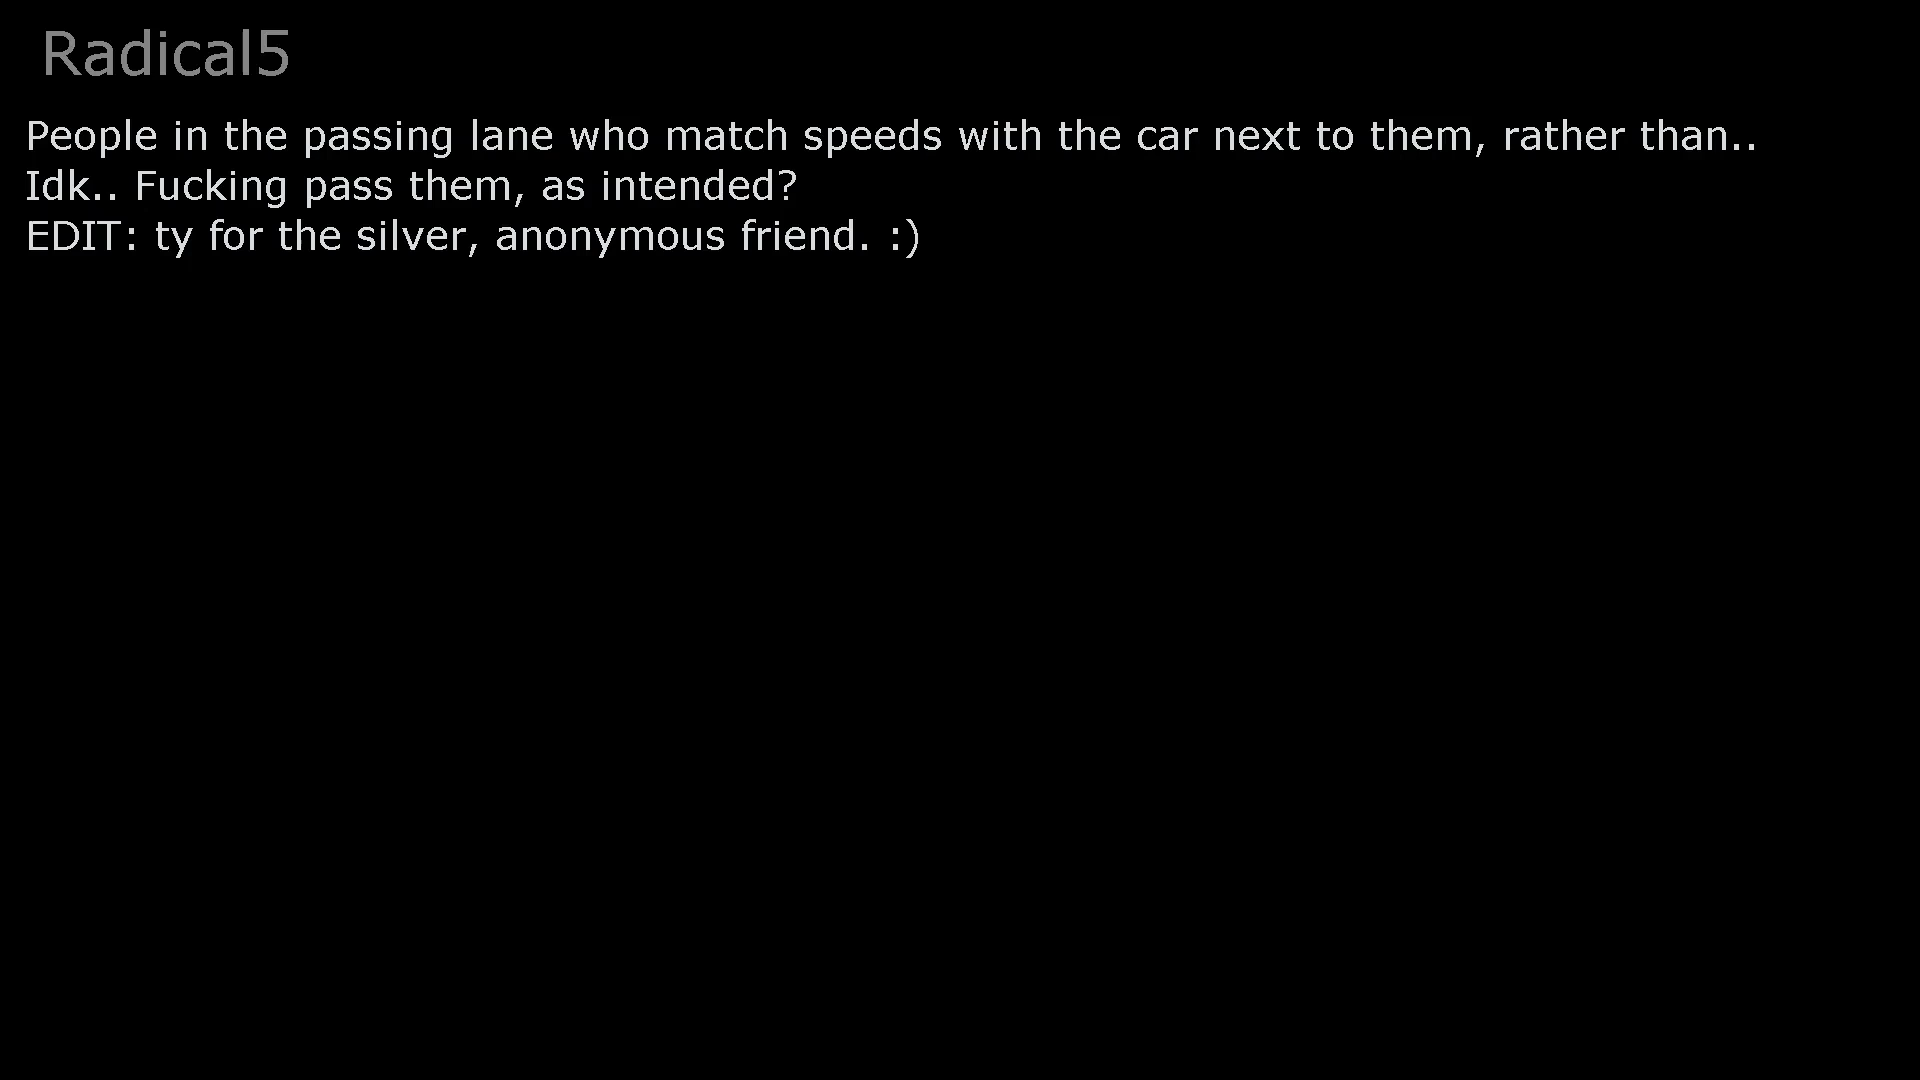 Radical5
People in the passing lane who match speeds with the car next to them, rather than..
Idk.. Fucking pass them, as intended?
EDIT: ty for the silver, anonymous friend. :)